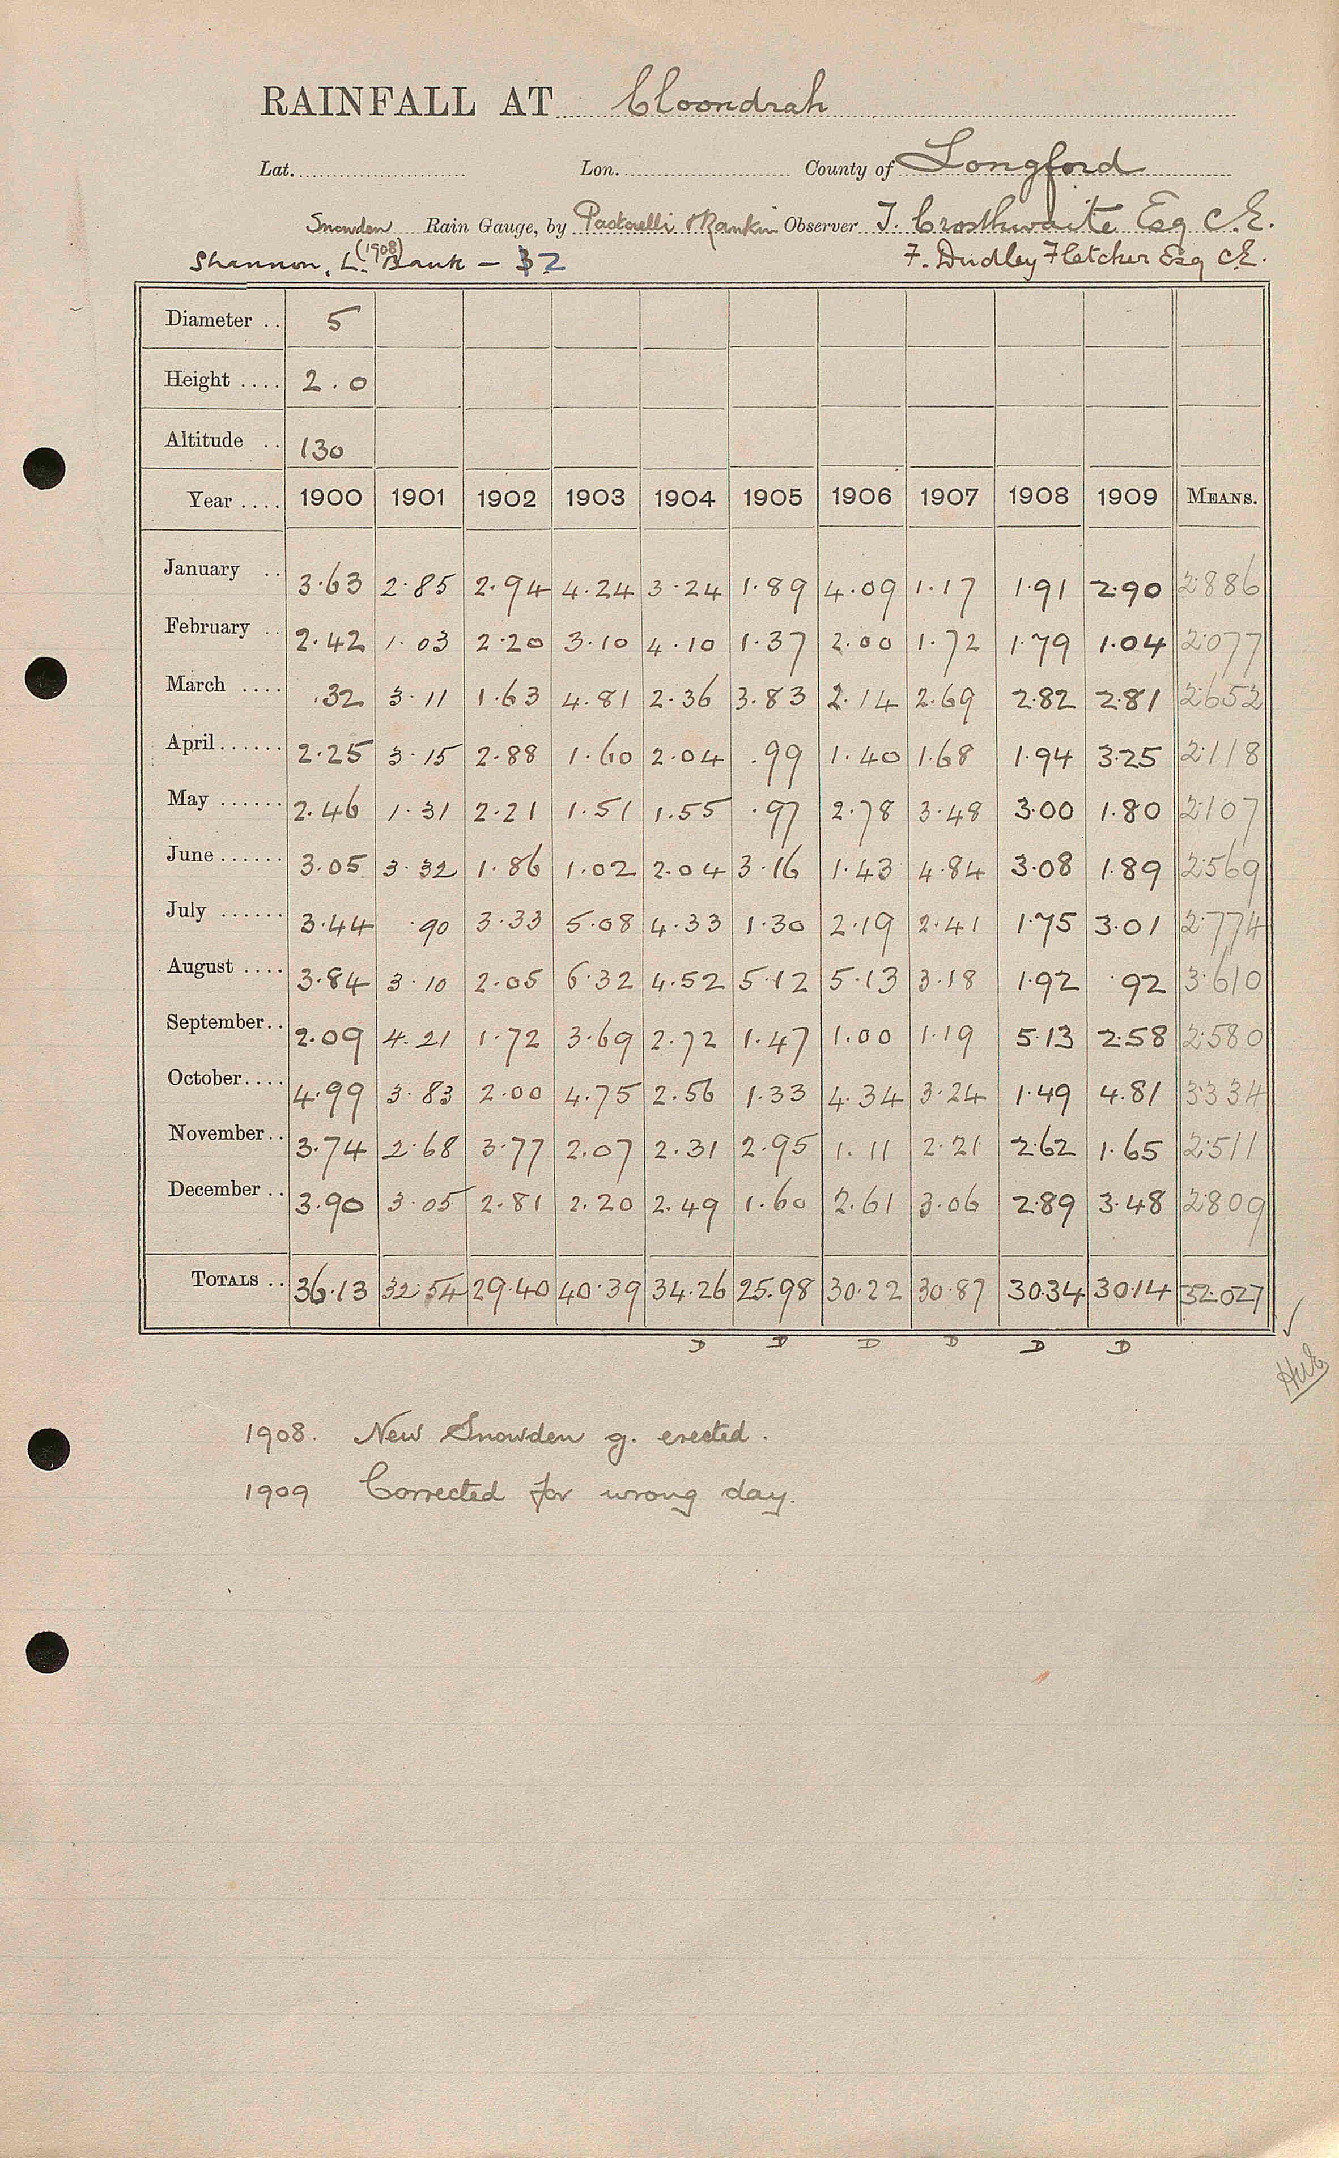 RAINFALL AT Cloondrah
Lat. Lon. County of Longford
Snowden Rain Gauge, by Pastorelli & Rankin Observer J. Crosthwaite Esq C.E.
(1908)
Shannon, L. Bank – 32 F. Dudley Fletcher Esq C.E.
Diameter .. 5
Height .... 2.0
Altitude .. 130
Year .... 1900 1901 1902 1903 1904 1905 1906 1907 1908 1909 MEANS.
January .. 3.63 2.85 2.94 4.24 3.24 1.89 4.09 1.17 1.91 2.90 2.886
February .. 2.42 1.03 2.20 3.10 4.10 1.37 2.00 1.72 1.79 1.04 2.077
March .... .32 3.11 1.63 4.81 2.36 3.83 2.14 2.69 2.82 2.81 2.652
April ...... 2.25 3.15 2.88 1.60 2.04 .99 1.40 1.68 1.94 3.25 2.118
May ...... 2.46 1.31 2.21 1.51 1.55 .97 2.78 3.48 3.00 1.80 2.107
June ...... 3.05 3.32 1.86 1.02 2.04 3.16 1.43 4.84 3.08 1.89 2.569
July ...... 3.44 .90 3.33 5.08 4.33 1.30 2.19 2.41 1.75 3.01 2.774
August .... 3.84 3.10 2.05 6.32 4.52 5.12 5.13 3.18 1.92 .92 3.610
September .. 2.09 4.21 1.72 3.69 2.72 1.47 1.00 1.19 5.13 2.58 2.580
October .... 4.99 3.83 2.00 4.75 2.56 1.33 4.34 3.24 1.49 4.81 3.334
November .. 3.74 2.68 3.77 2.07 2.31 2.95 1.11 2.21 2.62 1.65 2.511
December .. 3.90 3.05 2.81 2.20 2.49 1.60 2.61 3.06 2.89 3.48 2.809
TOTALS .. 36.13 32.54 29.40 40.39 34.26 25.98 30.22 30.87 30.34 30.14 32.027
D D D D D D
1908. New Snowden g. erected.
1909 Corrected for wrong day.